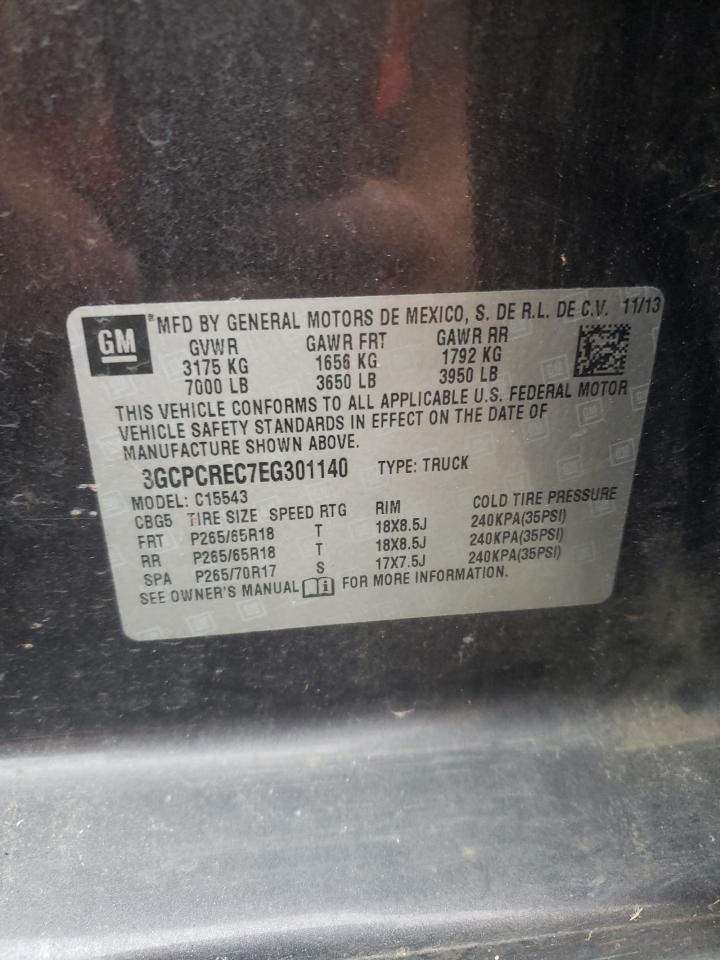 GM ®MFD BY GENERAL MOTORS DE MEXICO, S. DE R.L. DE C.V. 11/13
GVWR GAWR FRT GAWR RR
3175 KG 1656 KG 1792 KG
7000 LB 3650 LB 3950 LB
THIS VEHICLE CONFORMS TO ALL APPLICABLE U.S. FEDERAL MOTOR
VEHICLE SAFETY STANDARDS IN EFFECT ON THE DATE OF
MANUFACTURE SHOWN ABOVE.
3GCPCREC7EG301140 TYPE: TRUCK
MODEL: C15543
CBG5 TIRE SIZE SPEED RTG RIM COLD TIRE PRESSURE
FRT P265/65R18 T 18X8.5J 240KPA(35PSI)
RR P265/65R18 T 18X8.5J 240KPA(35PSI)
SPA P265/70R17 S 17X7.5J 240KPA(35PSI)
SEE OWNER'S MANUAL FOR MORE INFORMATION.